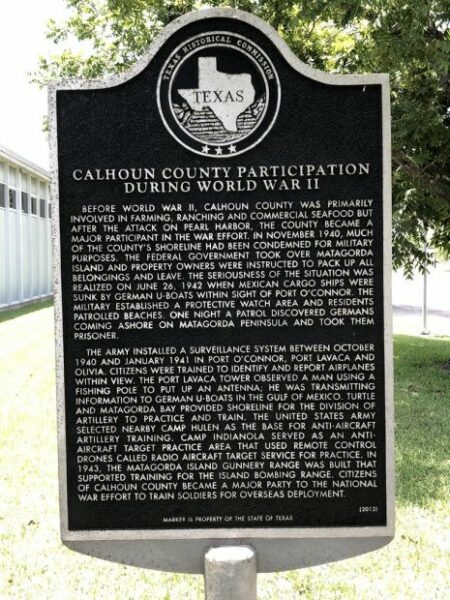 TEXAS HISTORICAL COMMISSION
TEXAS
CALHOUN COUNTY PARTICIPATION
DURING WORLD WAR II
BEFORE WORLD WAR II, CALHOUN COUNTY WAS PRIMARILY
INVOLVED IN FARMING, RANCHING AND COMMERCIAL SEAFOOD BUT
AFTER THE ATTACK ON PEARL HARBOR, THE COUNTY BECAME A
MAJOR PARTICIPANT IN THE WAR EFFORT. IN NOVEMBER 1940, MUCH
OF THE COUNTY'S SHORELINE HAD BEEN CONDEMNED FOR MILITARY
PURPOSES. THE FEDERAL GOVERNMENT TOOK OVER MATAGORDA
ISLAND AND PROPERTY OWNERS WERE INSTRUCTED TO PACK UP ALL
BELONGINGS AND LEAVE. THE SERIOUSNESS OF THE SITUATION WAS
REALIZED ON JUNE 26, 1942 WHEN MEXICAN CARGO SHIPS WERE
SUNK BY GERMAN U-BOATS WITHIN SIGHT OF PORT O'CONNOR. THE
MILITARY ESTABLISHED A PROTECTIVE WATCH AREA AND RESIDENTS
PATROLLED BEACHES. ONE NIGHT A PATROL DISCOVERED GERMANS
COMING ASHORE ON MATAGORDA PENINSULA AND TOOK THEM
PRISONER.
THE ARMY INSTALLED A SURVEILLANCE SYSTEM BETWEEN OCTOBER
1940 AND JANUARY 1941 IN PORT O'CONNOR, PORT LAVACA AND
OLIVIA. CITIZENS WERE TRAINED TO IDENTIFY AND REPORT AIRPLANES
WITHIN VIEW. THE PORT LAVACA TOWER OBSERVED A MAN USING A
FISHING POLE TO PUT UP AN ANTENNA; HE WAS TRANSMITTING
INFORMATION TO GERMAN U-BOATS IN THE GULF OF MEXICO. TURTLE
AND MATAGORDA BAY PROVIDED SHORELINE FOR THE DIVISION OF
ARTILLERY TO PRACTICE AND TRAIN. THE UNITED STATES ARMY
SELECTED NEARBY CAMP HULEN AS THE BASE FOR ANTI-AIRCRAFT
ARTILLERY TRAINING. CAMP INDIANOLA SERVED AS AN ANTI-
AIRCRAFT TARGET PRACTICE AREA THAT USED REMOTE CONTROL
DRONES CALLED RADIO AIRCRAFT TARGET SERVICE FOR PRACTICE. IN
1943, THE MATAGORDA ISLAND GUNNERY RANGE WAS BUILT THAT
SUPPORTED TRAINING FOR THE ISLAND BOMBING RANGE. CITIZENS
OF CALHOUN COUNTY BECAME A MAJOR PARTY TO THE NATIONAL
WAR EFFORT TO TRAIN SOLDIERS FOR OVERSEAS DEPLOYMENT.
(2012)
MARKER IS PROPERTY OF THE STATE OF TEXAS